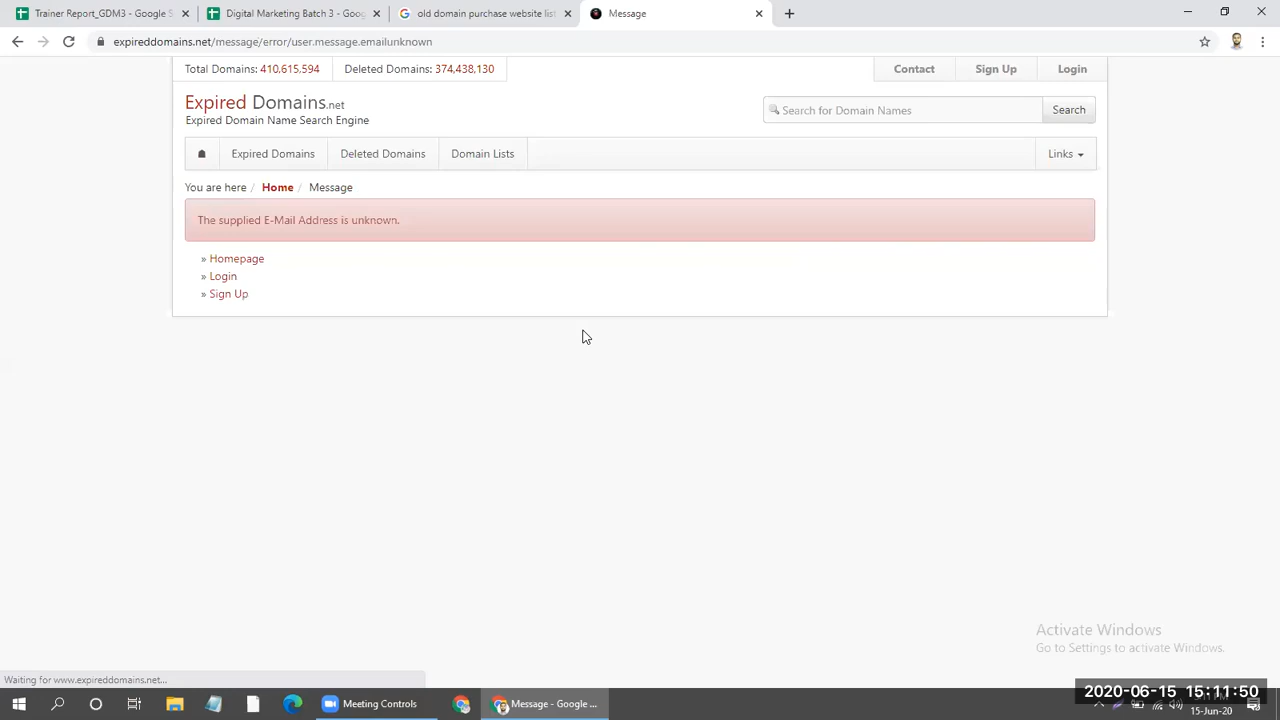 Trainer Report_GDM3 - Google S
Digital Marketing Batch 3 - Goog
old domain purchase website list
Message
expireddomains.net/message/error/user.message.emailunknown
Total Domains: 410,615,594
Deleted Domains: 374,438,130
Contact
Sign Up
Login
Expired Domains.net
Expired Domain Name Search Engine
Search for Domain Names
Search
Expired Domains
Deleted Domains
Domain Lists
Links
You are here / Home / Message
The supplied E-Mail Address is unknown.
» Homepage
» Login
» Sign Up
Activate Windows
Go to Settings to activate Windows.
Waiting for www.expireddomains.net...
Meeting Controls
Message - Google ...
2020-06-15 15:11:50
15-Jun-20